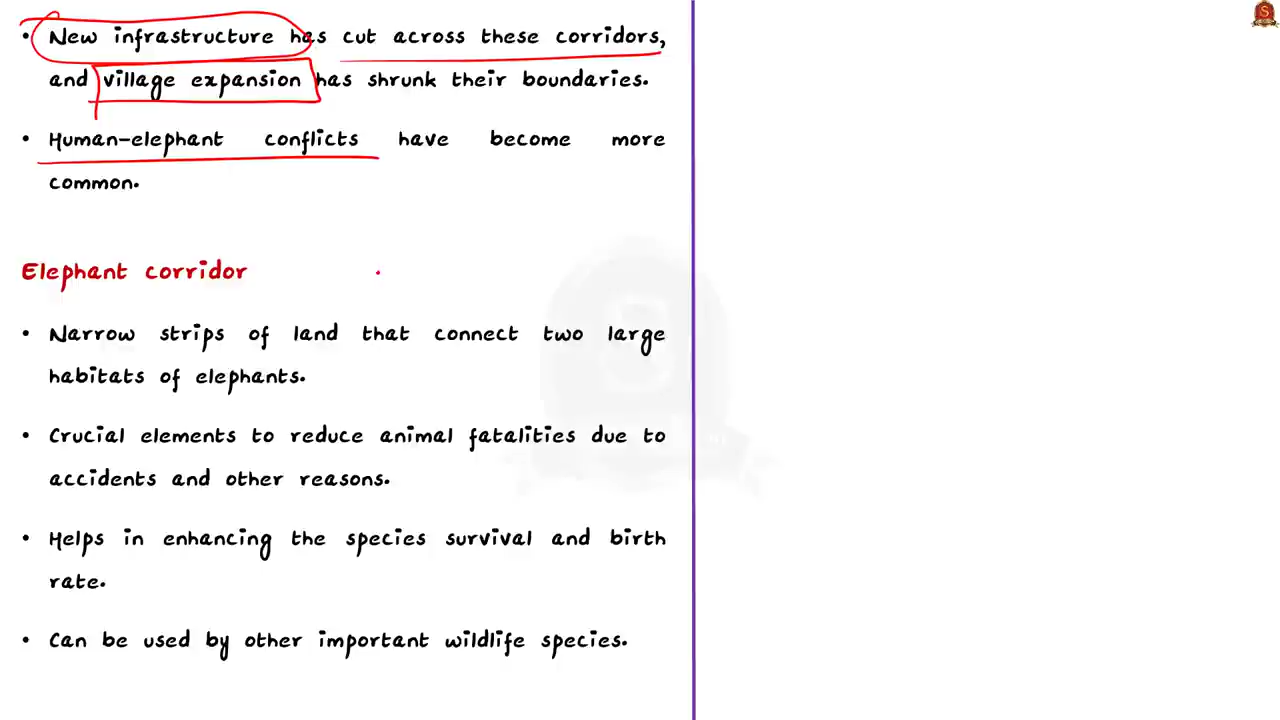 • New infrastructure has cut across these corridors,
and village expansion has shrunk their boundaries.
• Human-elephant conflicts have become more
common.
Elephant corridor
• Narrow strips of land that connect two large
habitats of elephants.
• Crucial elements to reduce animal fatalities due to
accidents and other reasons.
• Helps in enhancing the species survival and birth
rate.
• Can be used by other important wildlife species.